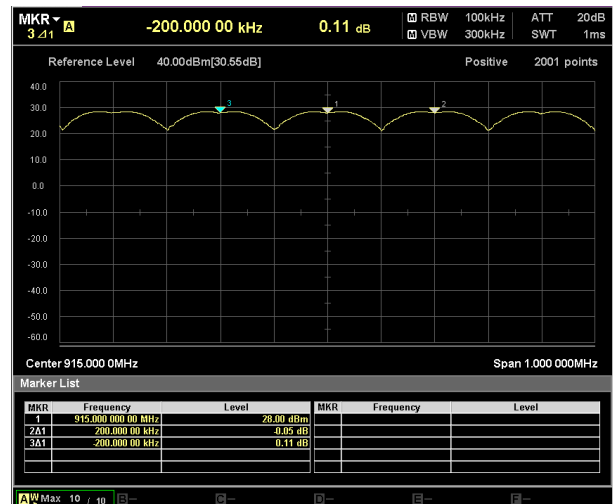 MKR▼ A -200.000 00 kHz 0.11 dB M RBW 100kHz ATT 20dB
3⊿1 M VBW 300kHz SWT 1ms
Reference Level 40.00dBm[30.55dB] Positive 2001 points
40.0
30.0
20.0
10.0
0.0
-10.0
-20.0
-30.0
-40.0
-50.0
-60.0
3
1
2
Center 915.000 0MHz Span 1.000 000MHz
Marker List
MKR Frequency Level MKR Frequency Level
1 915.000 000 00 MHz 28.00 dBm
2Δ1 200.000 00 kHz -0.05 dB
3Δ1 -200.000 00 kHz 0.11 dB
A W Max 10 / 10 B - C - D - E - F -